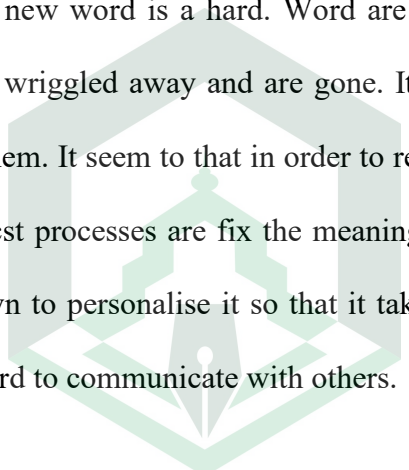 new word is a hard. Word are
wriggled away and are gone. It
em. It seem to that in order to re
st processes are fix the meaning
n to personalise it so that it tak
rd to communicate with others.